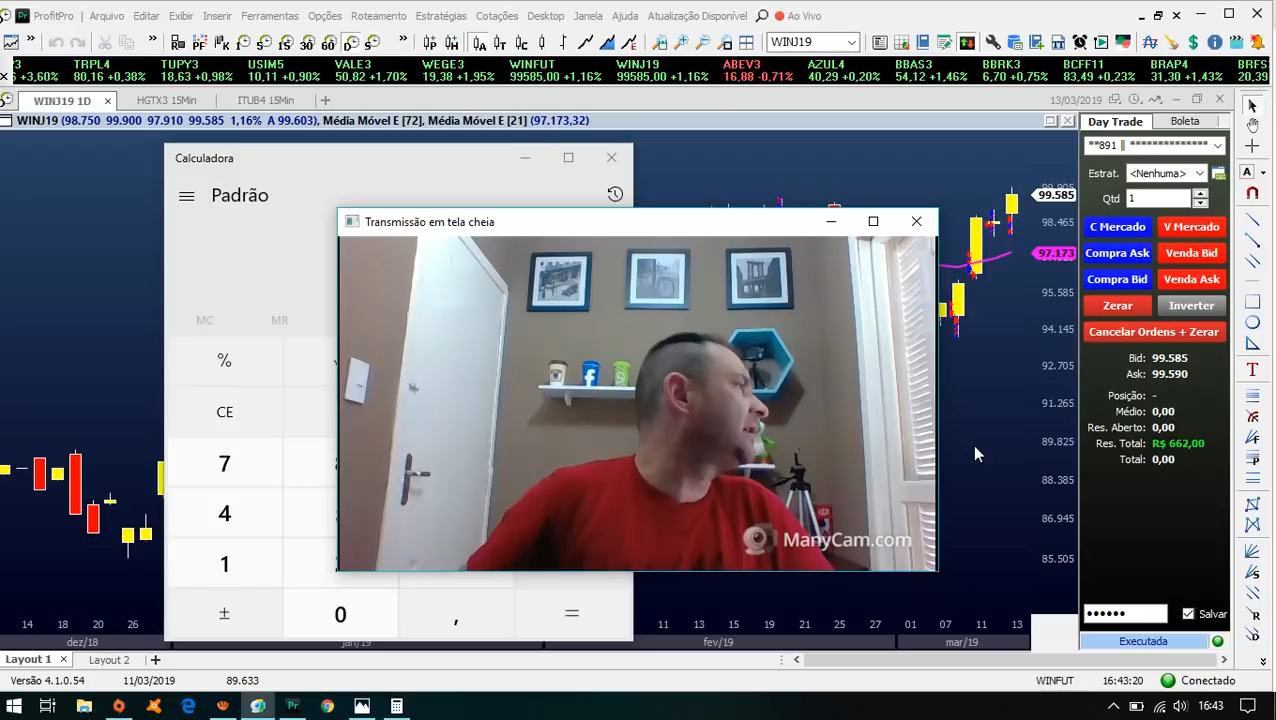 ProfitPro Arquivo Editar Exibir Inserir Ferramentas Opções Roteamento Estratégias Cotações Desktop Janela Ajuda Atualização Disponível Ao Vivo
5 15 30 60 D S WINJ19
3 TRPL4 TUPY3 USIM5 VALE3 WEGE3 WINFUT WINJ19 ABEV3 AZUL4 BBAS3 BBRK3 BCFF11 BRAP4 BRFS
+3,60% 80,16 +0,38% 18,63 +0,98% 10,11 +0,90% 50,82 +1,70% 19,38 +1,95% 99585,00 +1,16% 99585,00 +1,16% 16,88 -0,71% 40,29 +0,20% 54,12 +1,46% 6,70 +0,75% 83,49 +0,23% 31,30 +1,43% 20,39
WINJ19 1D HGTX3 15Min ITUB4 15Min 13/03/2019
WINJ19 (98.750 99.900 97.910 99.585 1,16% A 99.603), Média Móvel E [72], Média Móvel E [21] (97.173,32)
Day Trade Boleta
**891 || **************
Estrat. <Nenhuma>
Qtd 1
C Mercado V Mercado
Compra Ask Venda Bid
Compra Bid Venda Ask
Zerar Inverter
Cancelar Ordens + Zerar
Bid: 99.585
Ask: 99.590
Posição: -
Médio: 0,00
Res. Aberto: 0,00
Res. Total: R$ 662,00
Total: 0,00
•••••• Salvar
Executada
Calculadora
Padrão
MC MR
%
CE
7
4
1
± 0 , =
Transmissão em tela cheia
ManyCam.com
99.585
98.465
97.173
95.585
94.145
92.705
91.265
89.825
88.385
86.945
85.505
14 18 20 26 11 13 15 19 21 25 27 01 07 11 13
dez/18 jan/19 fev/19 mar/19
Layout 1 Layout 2
Versão 4.1.0.54 11/03/2019 89.633 WINFUT 16:43:20 Conectado
16:43